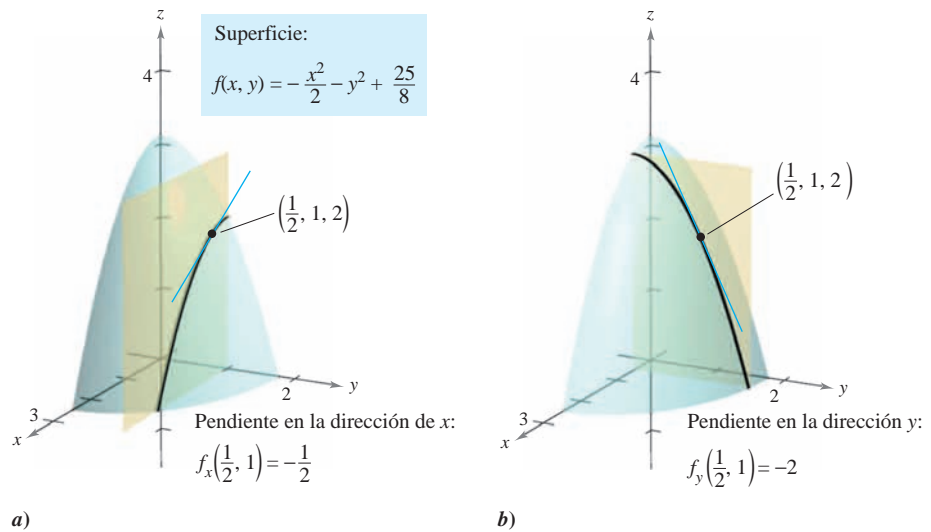 z
Superficie:
f(x, y) = − x²/2 − y² + 25/8
4
(1/2, 1, 2)
y
2
3
x
Pendiente en la dirección de x:
f_x(1/2, 1) = −1/2
a)
z
4
(1/2, 1, 2)
y
2
3
x
Pendiente en la dirección y:
f_y(1/2, 1) = −2
b)